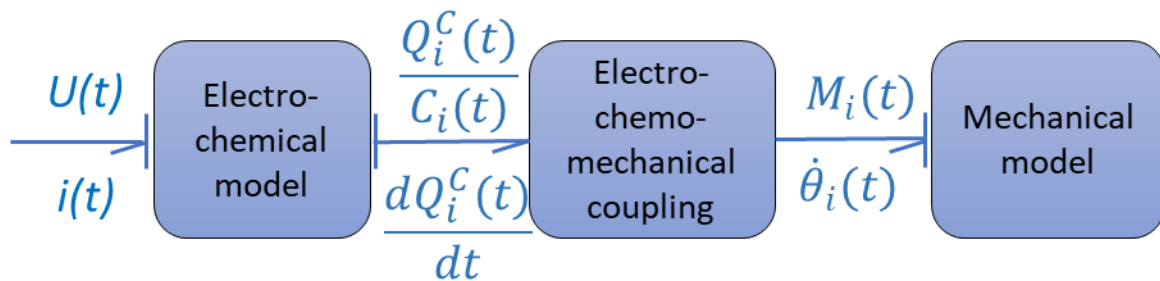 U(t)
i(t)
Electro-
chemical
model
Q_i^C(t)
C_i(t)
dQ_i^C(t)
dt
Electro-
chemo-
mechanical
coupling
M_i(t)
θ̇_i(t)
Mechanical
model